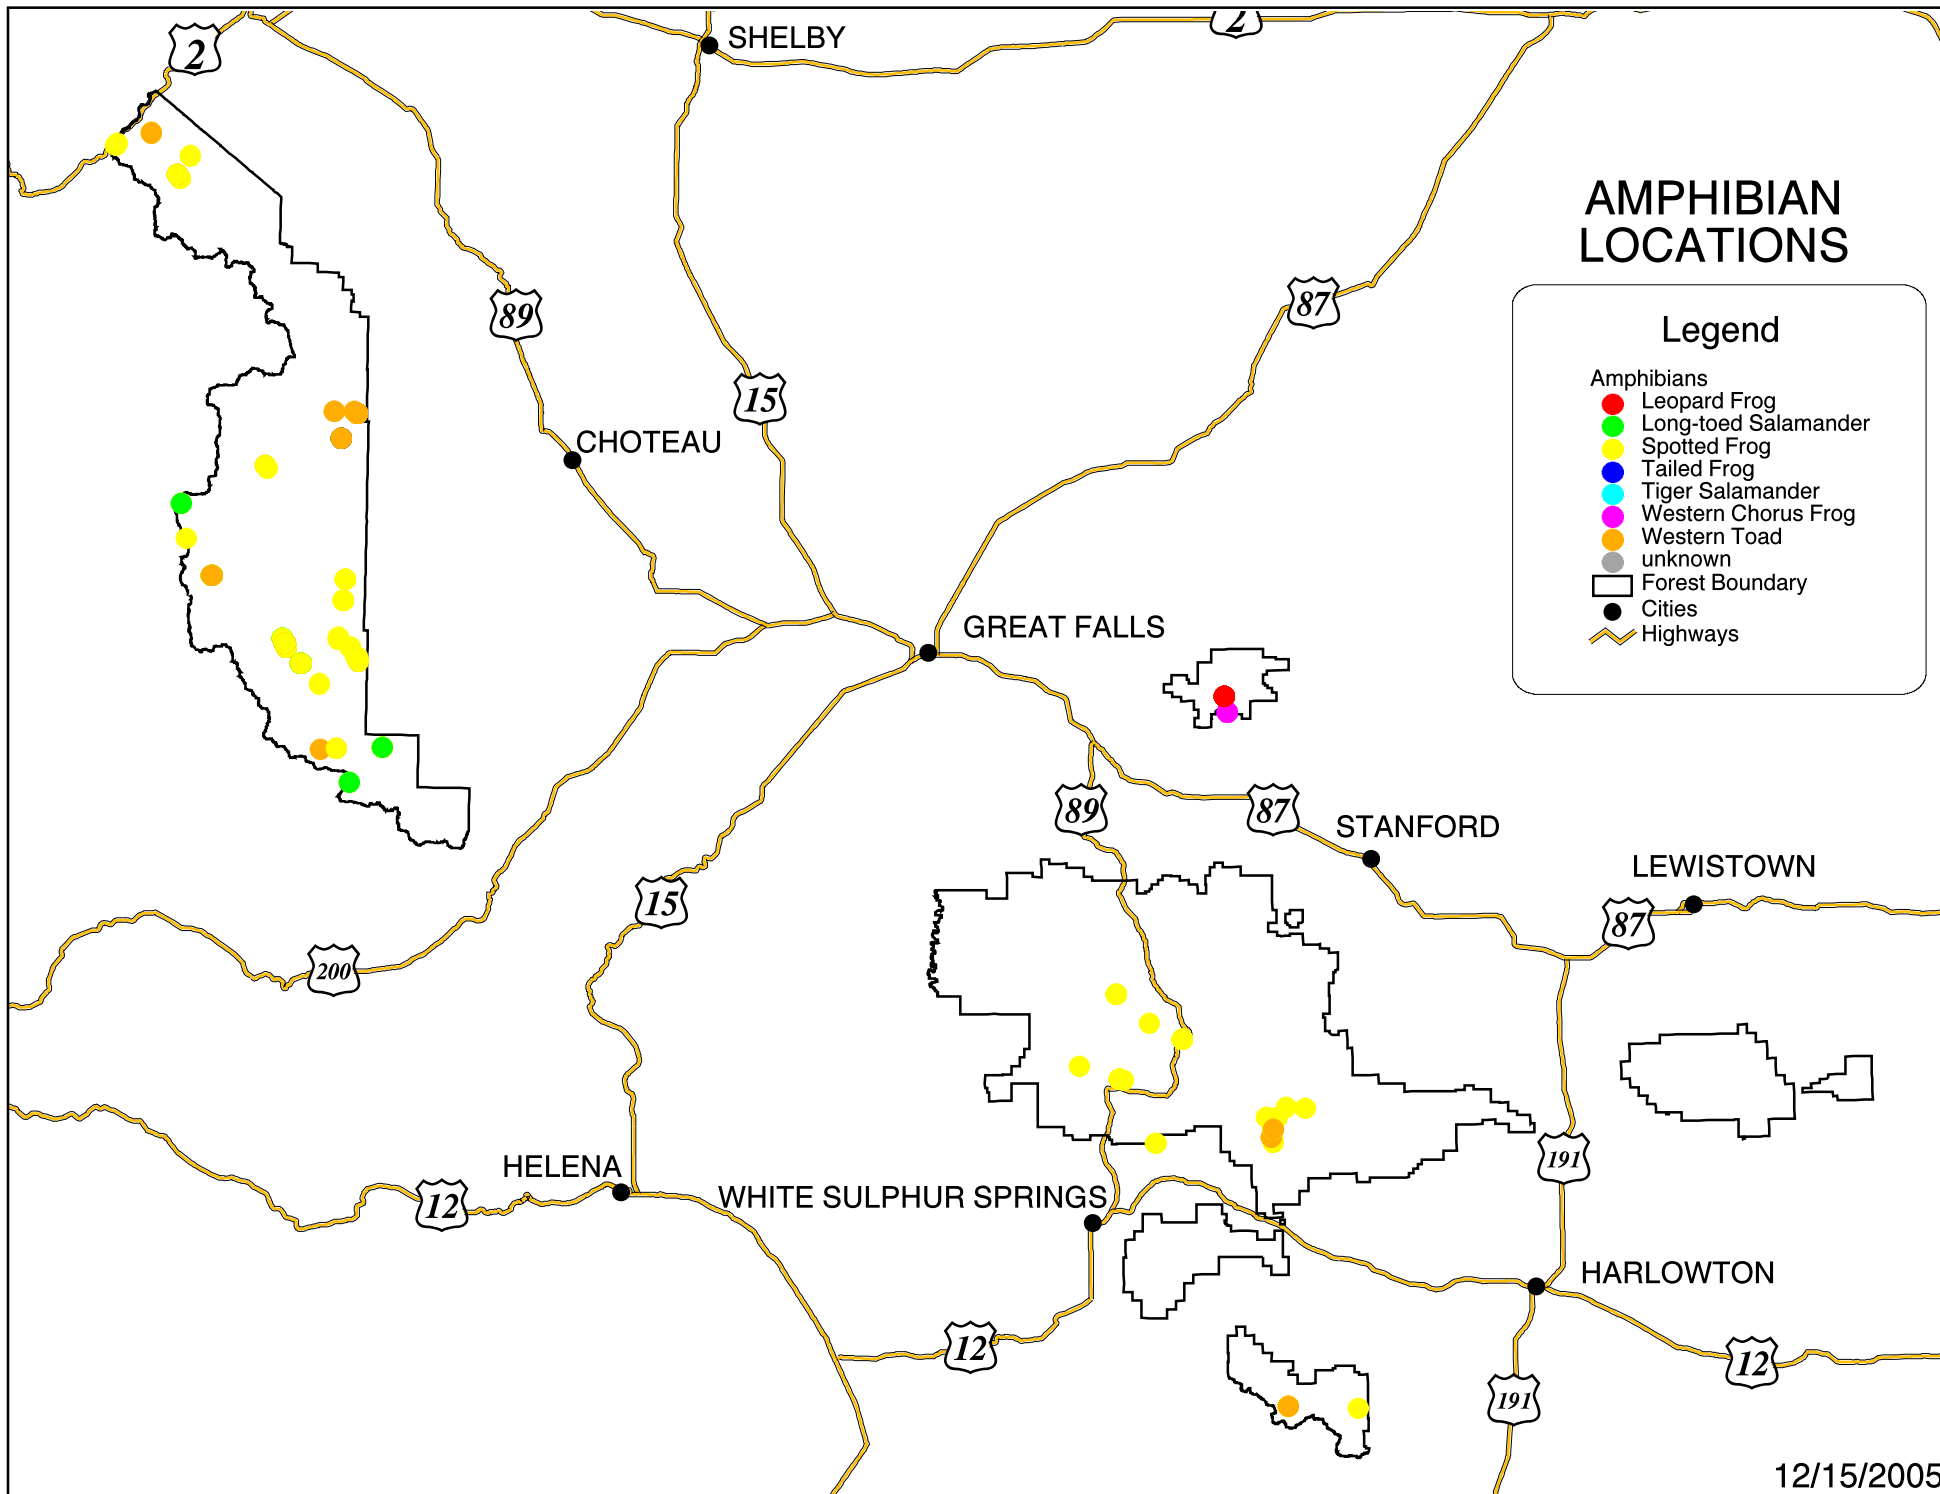 2
SHELBY
2
AMPHIBIAN
LOCATIONS
89
87
15
Legend
Amphibians
Leopard Frog
Long-toed Salamander
Spotted Frog
Tailed Frog
Tiger Salamander
Western Chorus Frog
Western Toad
unknown
Forest Boundary
Cities
Highways
CHOTEAU
GREAT FALLS
89
87
STANFORD
LEWISTOWN
15
87
200
191
HELENA
12
WHITE SULPHUR SPRINGS
HARLOWTON
12
12
191
12/15/2005